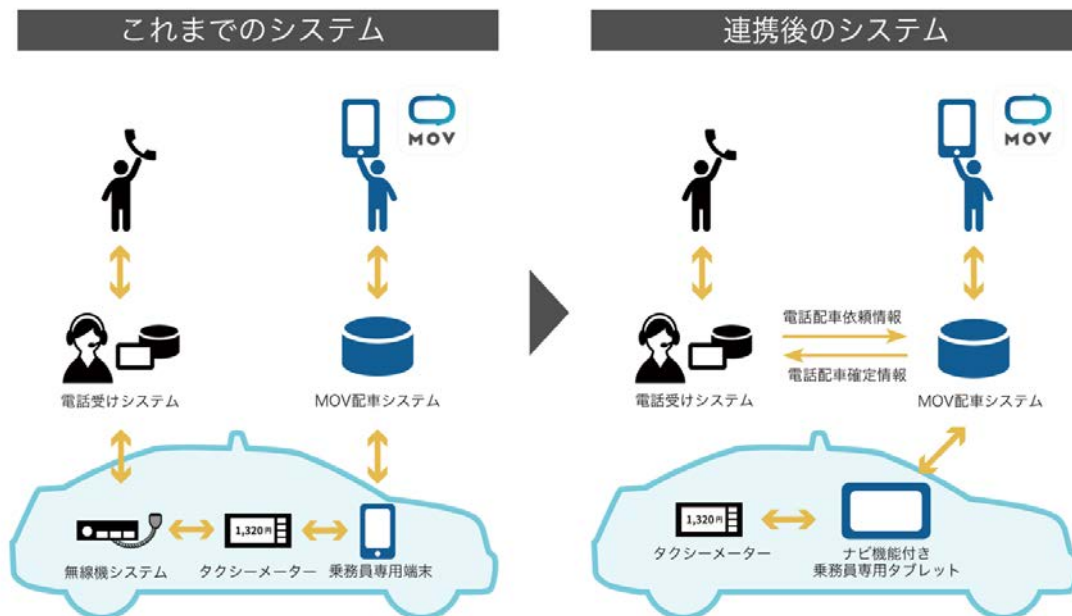 これまでのシステム
連携後のシステム
MOV
MOV
電話配車依頼情報
電話配車確定情報
電話受けシステム
MOV配車システム
電話受けシステム
MOV配車システム
1,320円
無線機システム
タクシーメーター
乗務員専用端末
1,320円
タクシーメーター
ナビ機能付き
乗務員専用タブレット